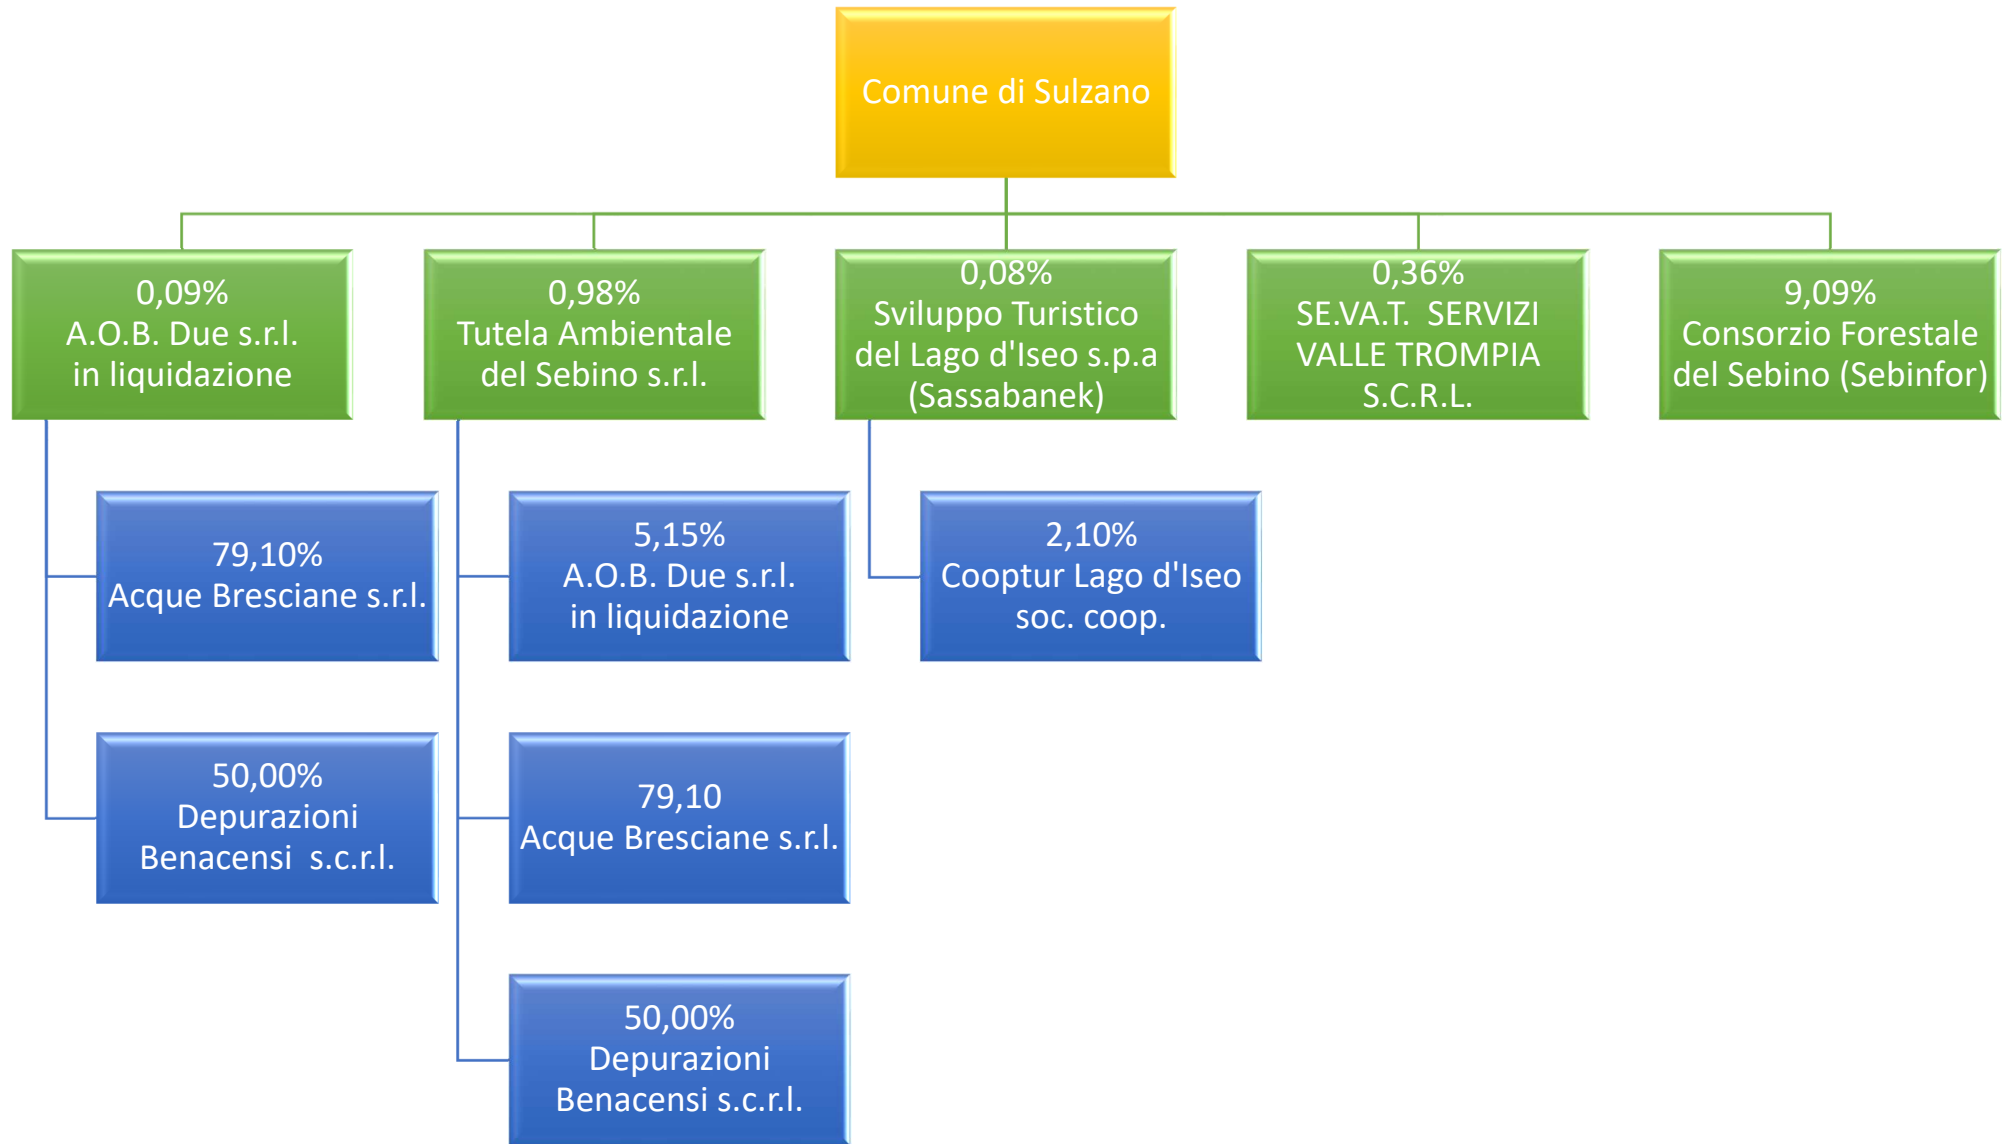 Comune di Sulzano
0,09%
A.O.B. Due s.r.l.
in liquidazione
0,98%
Tutela Ambientale
del Sebino s.r.l.
0,08%
Sviluppo Turistico
del Lago d'Iseo s.p.a
(Sassabanek)
0,36%
SE.VA.T. SERVIZI
VALLE TROMPIA
S.C.R.L.
9,09%
Consorzio Forestale
del Sebino (Sebinfor)
79,10%
Acque Bresciane s.r.l.
5,15%
A.O.B. Due s.r.l.
in liquidazione
2,10%
Cooptur Lago d'Iseo
soc. coop.
50,00%
Depurazioni
Benacensi s.c.r.l.
79,10
Acque Bresciane s.r.l.
50,00%
Depurazioni
Benacensi s.c.r.l.